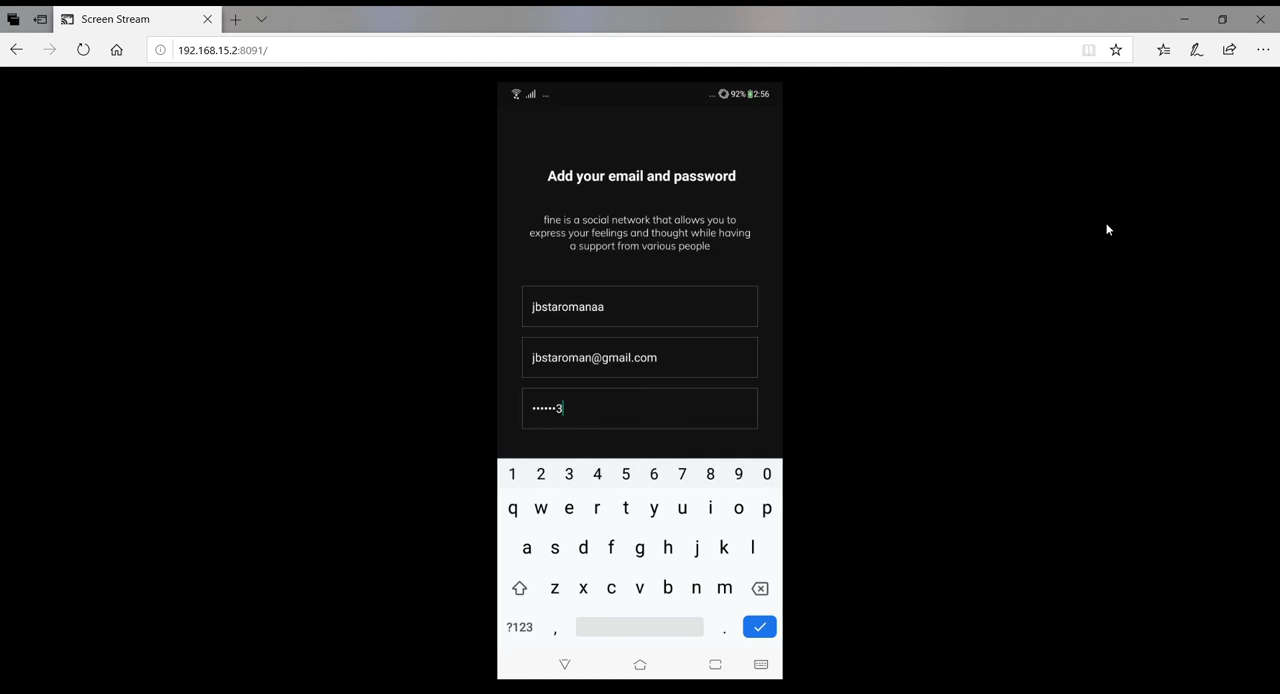 Screen Stream
192.168.15.2:8091/
... ... 92% 2:56
Add your email and password
fine is a social network that allows you to
express your feelings and thought while having
a support from various people
jbstaromanaa
jbstaroman@gmail.com
••••••3
1 2 3 4 5 6 7 8 9 0
q w e r t y u i o p
a s d f g h j k l
z x c v b n m
?123 , .